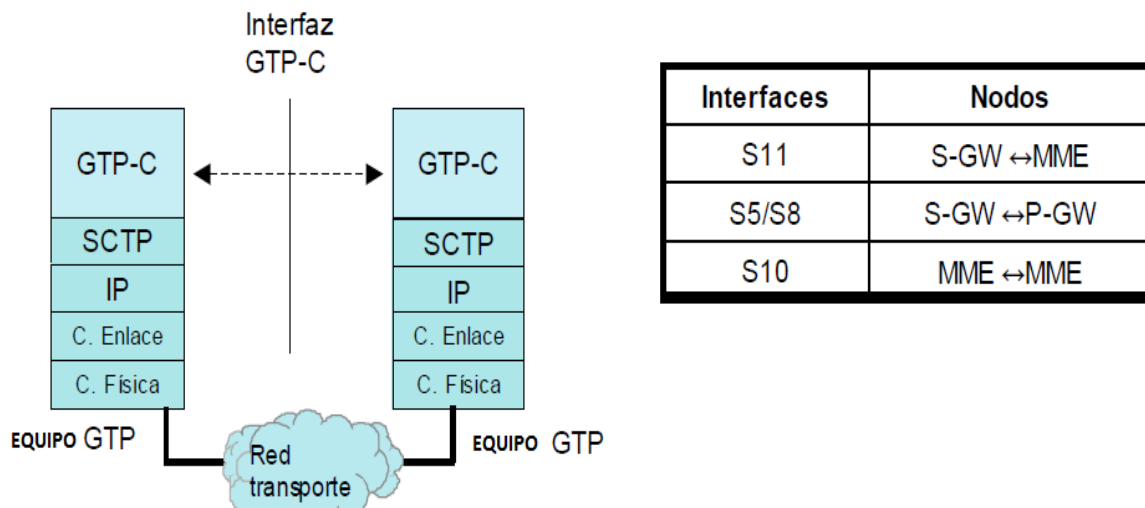 Interfaz
GTP-C
GTP-C
SCTP
IP
C. Enlace
C. Física
EQUIPO GTP
GTP-C
SCTP
IP
C. Enlace
C. Física
EQUIPO GTP
Red
transporte
Interfaces Nodos
S11 S-GW ↔MME
S5/S8 S-GW ↔P-GW
S10 MME ↔MME